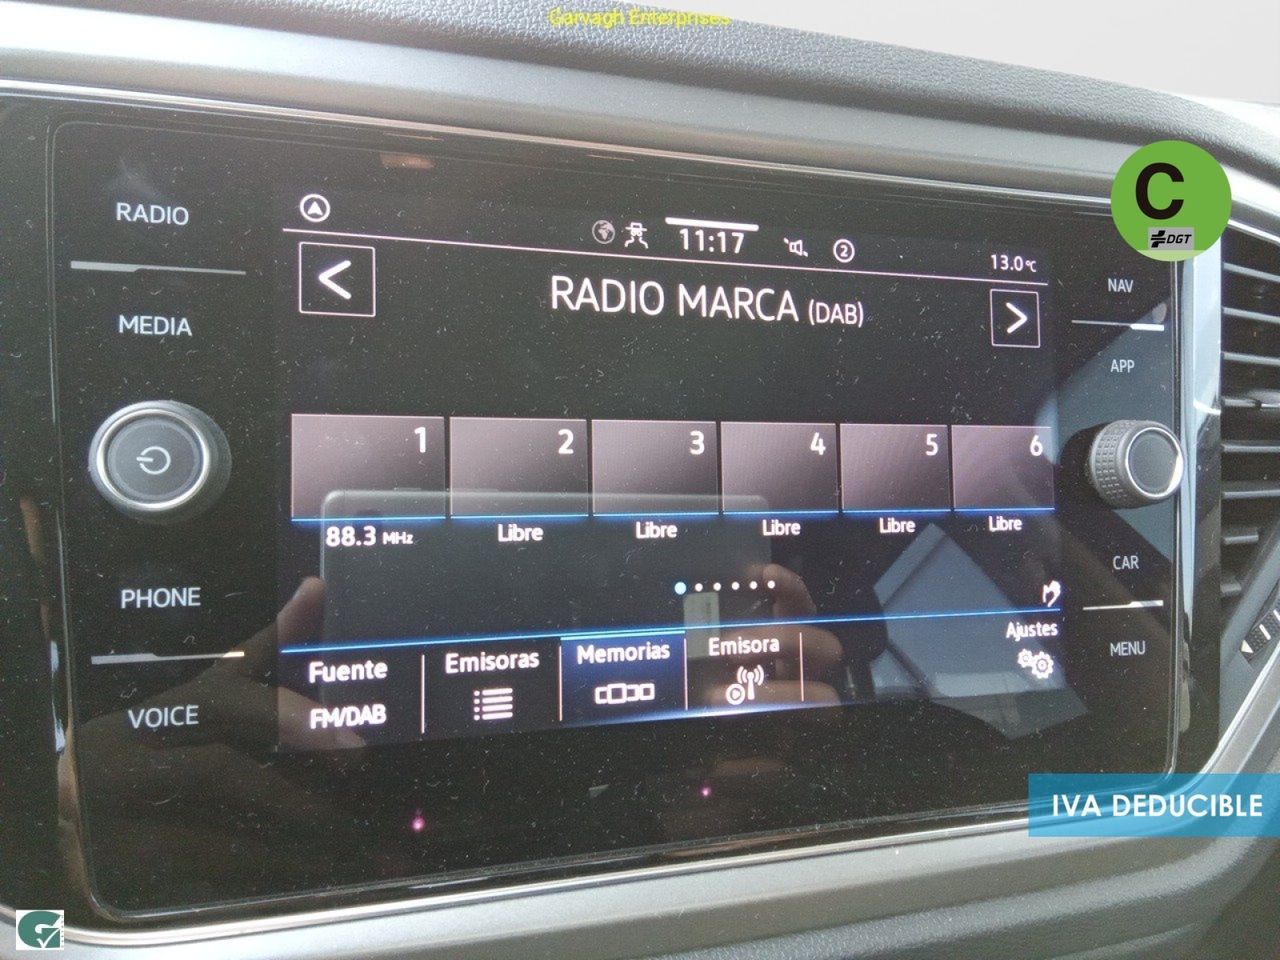 Garvagh Enterprises
C
DGT
RADIO
MEDIA
PHONE
VOICE
11:17
2
13.0°C
<
RADIO MARCA (DAB)
>
1
2
3
4
5
6
88.3 MHz
Libre
Libre
Libre
Libre
Libre
Fuente
FM/DAB
Emisoras
Memorias
Emisora
Ajustes
NAV
APP
CAR
MENU
IVA DEDUCIBLE